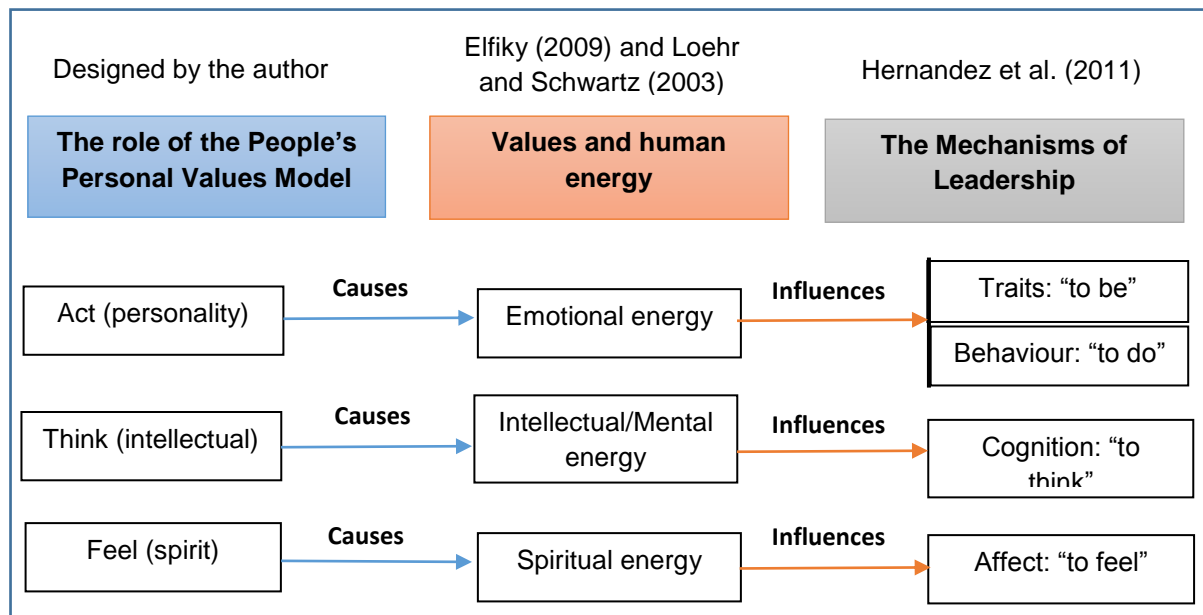 Designed by the author
Elfiky (2009) and Loehr
and Schwartz (2003)
Hernandez et al. (2011)
The role of the People’s
Personal Values Model
Values and human
energy
The Mechanisms of
Leadership
Act (personality)
Causes
Emotional energy
Influences
Traits: “to be”
Behaviour: “to do”
Think (intellectual)
Causes
Intellectual/Mental
energy
Influences
Cognition: “to
think”
Feel (spirit)
Causes
Spiritual energy
Influences
Affect: “to feel”